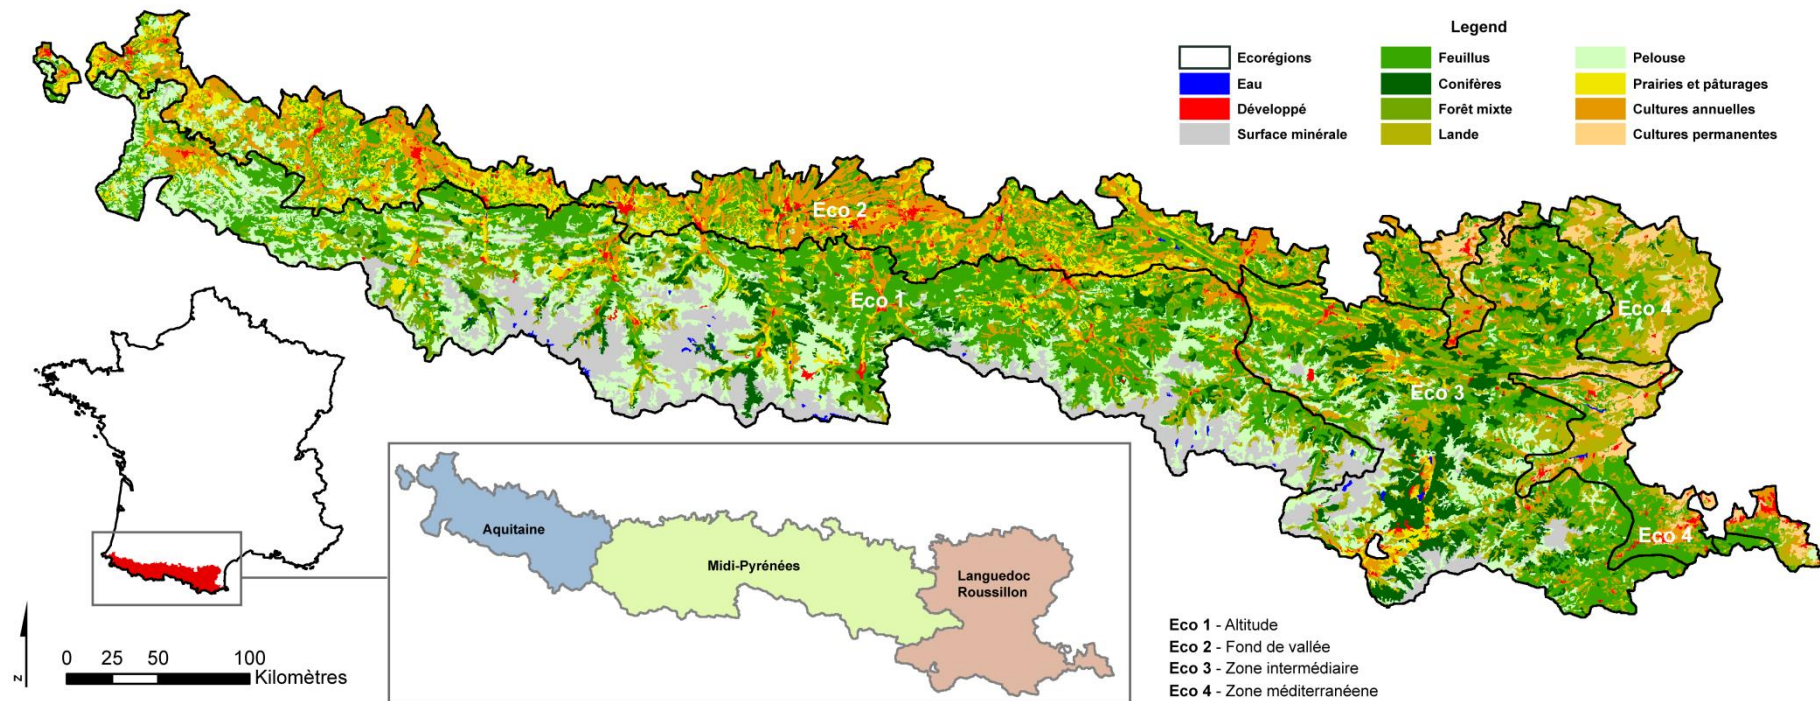 Legend
Ecorégions
Eau
Développé
Surface minérale
Feuillus
Conifères
Forêt mixte
Lande
Pelouse
Prairies et pâturages
Cultures annuelles
Cultures permanentes
Eco 2
Eco 1
Eco 4
Eco 3
Eco 4
Aquitaine
Midi-Pyrénées
Languedoc
Roussillon
N
0 25 50 100
Kilomètres
Eco 1 - Altitude
Eco 2 - Fond de vallée
Eco 3 - Zone intermédiaire
Eco 4 - Zone méditerranéene